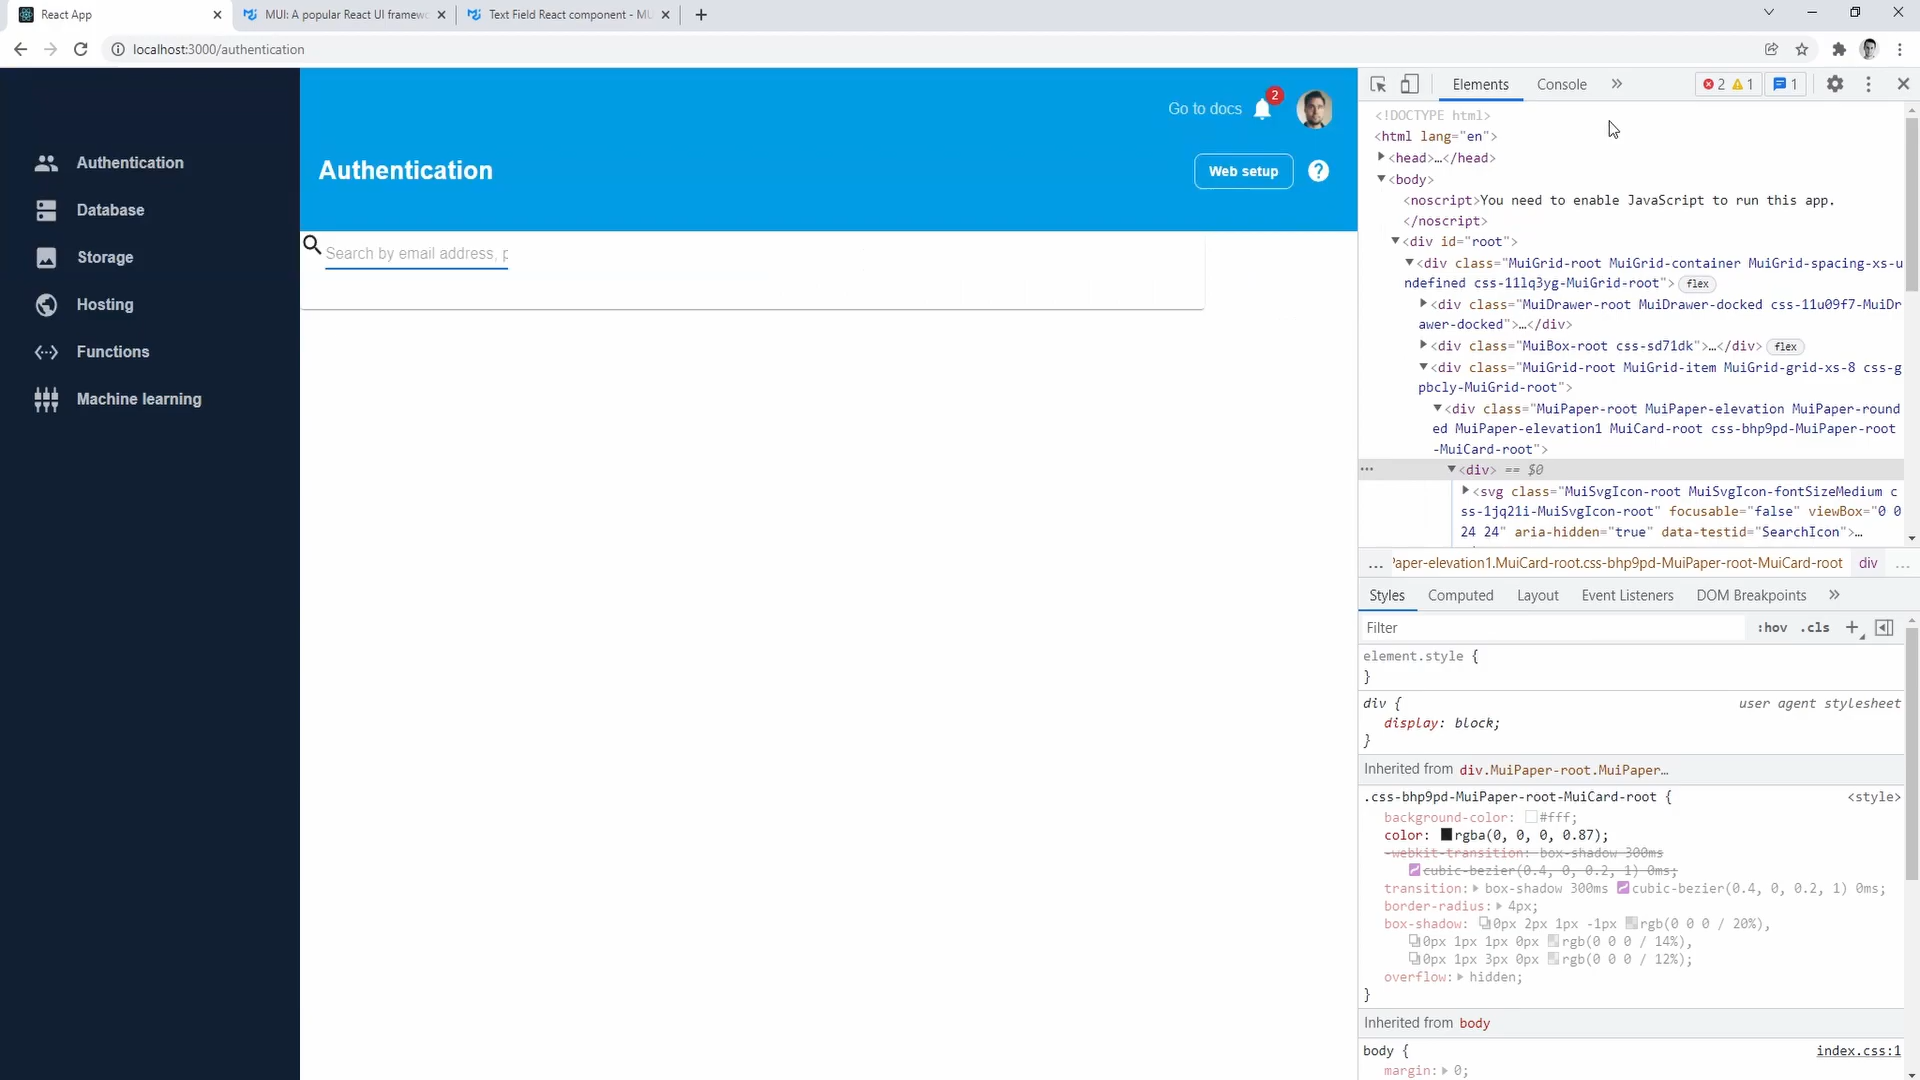 React App
MUI: A popular React UI framew
Text Field React component - MU
localhost:3000/authentication
Authentication
Database
Storage
Hosting
Functions
Machine learning
Go to docs
2
Authentication
Web setup
?
Search by email address, p
Elements
Console
2
1
1
<!DOCTYPE html>
<html lang="en">
<head>…</head>
<body>
<noscript>You need to enable JavaScript to run this app.
</noscript>
<div id="root">
<div class="MuiGrid-root MuiGrid-container MuiGrid-spacing-xs-u
ndefined css-11lq3yg-MuiGrid-root"> flex
<div class="MuiDrawer-root MuiDrawer-docked css-11u09f7-MuiDr
awer-docked">…</div>
<div class="MuiBox-root css-sd71dk">…</div> flex
<div class="MuiGrid-root MuiGrid-item MuiGrid-grid-xs-8 css-g
pbcly-MuiGrid-root">
<div class="MuiPaper-root MuiPaper-elevation MuiPaper-round
ed MuiPaper-elevation1 MuiCard-root css-bhp9pd-MuiPaper-root
-MuiCard-root">
<div> == $0
<svg class="MuiSvgIcon-root MuiSvgIcon-fontSizeMedium c
ss-1jq21i-MuiSvgIcon-root" focusable="false" viewBox="0 0
24 24" aria-hidden="true" data-testid="SearchIcon">…
... Paper-elevation1.MuiCard-root.css-bhp9pd-MuiPaper-root-MuiCard-root div ...
Styles
Computed
Layout
Event Listeners
DOM Breakpoints
Filter
:hov .cls
element.style {
}
div {
user agent stylesheet
display: block;
}
Inherited from div.MuiPaper-root.MuiPaper…
.css-bhp9pd-MuiPaper-root-MuiCard-root {
<style>
background-color: #fff;
color: rgba(0, 0, 0, 0.87);
-webkit-transition: box-shadow 300ms
cubic-bezier(0.4, 0, 0.2, 1) 0ms;
transition: box-shadow 300ms cubic-bezier(0.4, 0, 0.2, 1) 0ms;
border-radius: 4px;
box-shadow: 0px 2px 1px -1px rgb(0 0 0 / 20%),
0px 1px 1px 0px rgb(0 0 0 / 14%),
0px 1px 3px 0px rgb(0 0 0 / 12%);
overflow: hidden;
}
Inherited from body
body {
index.css:1
margin: 0;